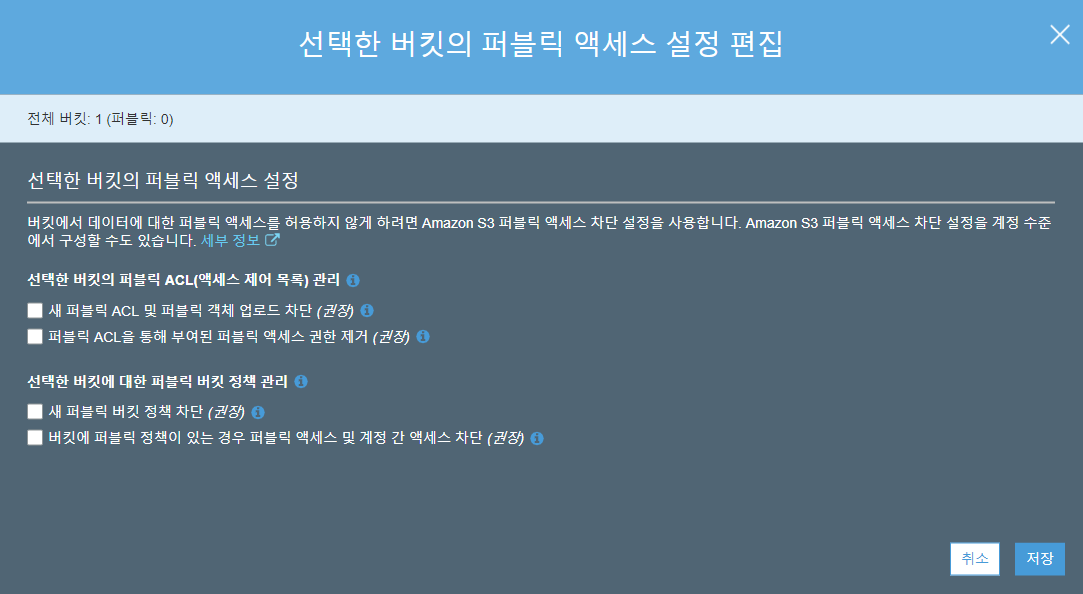 선택한 버킷의 퍼블릭 액세스 설정 편집
전체 버킷: 1 (퍼블릭: 0)
선택한 버킷의 퍼블릭 액세스 설정
버킷에서 데이터에 대한 퍼블릭 액세스를 허용하지 않게 하려면 Amazon S3 퍼블릭 액세스 차단 설정을 사용합니다. Amazon S3 퍼블릭 액세스 차단 설정을 계정 수준
에서 구성할 수도 있습니다. 세부 정보
선택한 버킷의 퍼블릭 ACL(액세스 제어 목록) 관리
새 퍼블릭 ACL 및 퍼블릭 객체 업로드 차단 (권장)
퍼블릭 ACL을 통해 부여된 퍼블릭 액세스 권한 제거 (권장)
선택한 버킷에 대한 퍼블릭 버킷 정책 관리
새 퍼블릭 버킷 정책 차단 (권장)
버킷에 퍼블릭 정책이 있는 경우 퍼블릭 액세스 및 계정 간 액세스 차단 (권장)
취소
저장